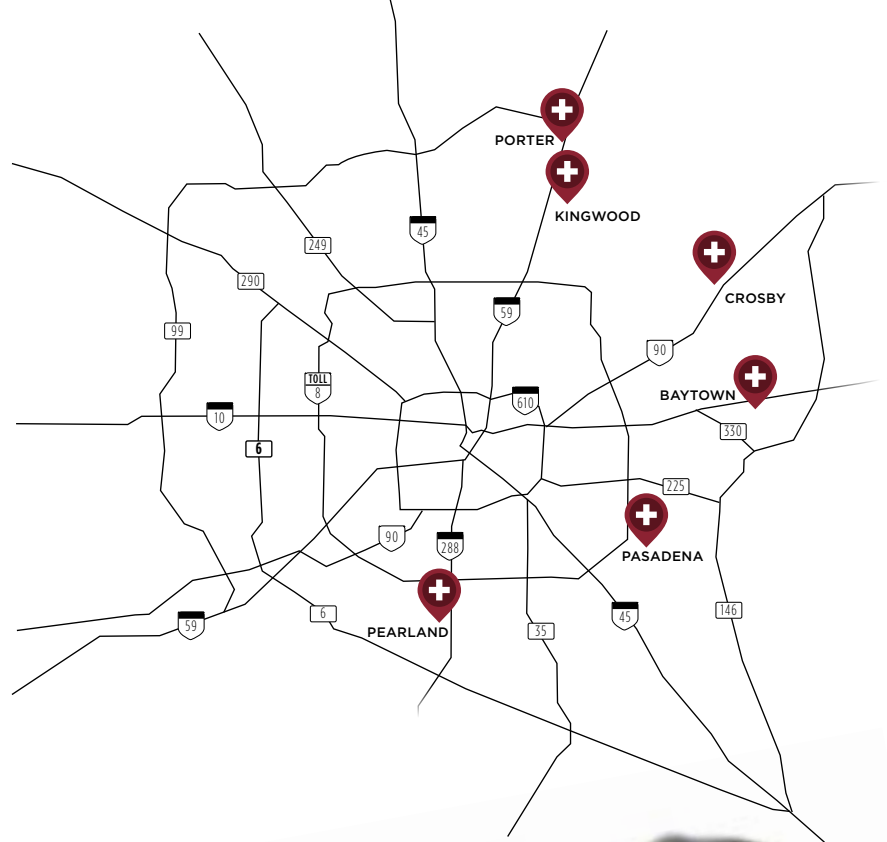 PORTER
KINGWOOD
45
249
290
CROSBY
59
99
90
TOLL
8
BAYTOWN
610
10
330
6
225
90
288
PASADENA
PEARLAND
59
6
35
45
146